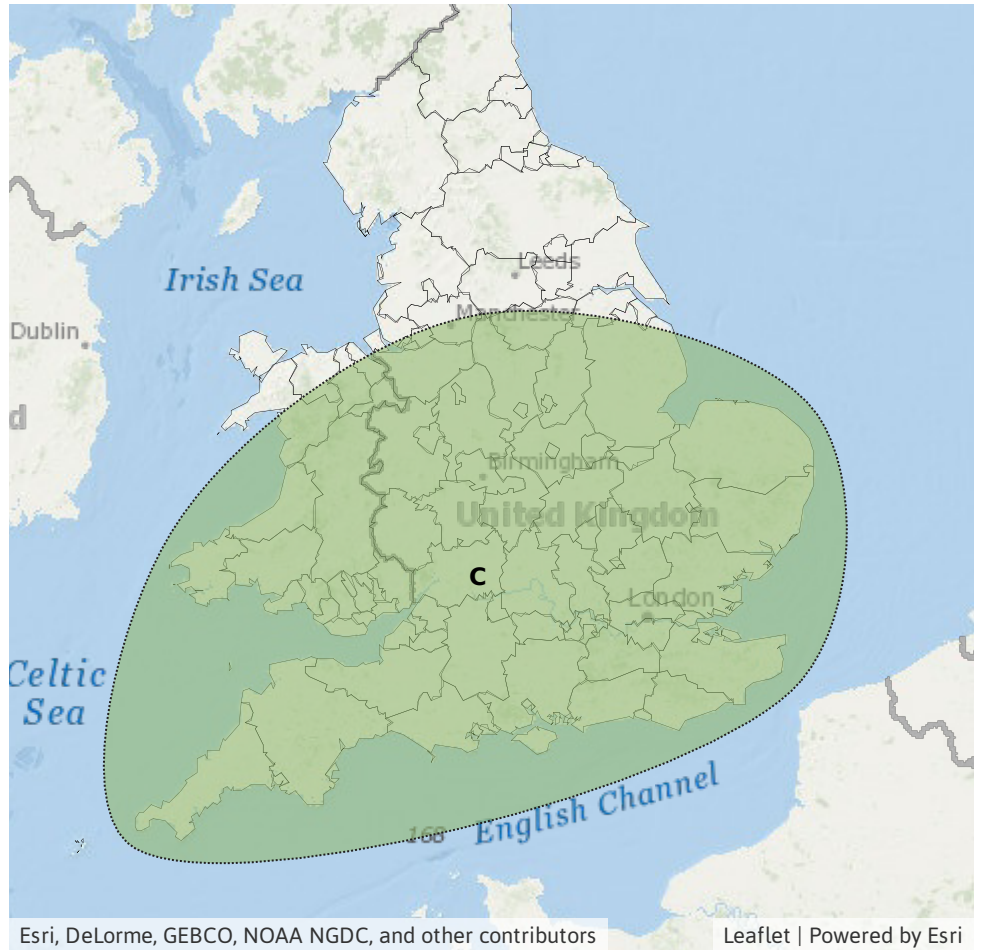 Leeds
Irish Sea
Manchester
Dublin
d
Birmingham
United Kingdom
C
London
Celtic
Sea
English Channel
168
Esri, DeLorme, GEBCO, NOAA NGDC, and other contributors
Leaflet | Powered by Esri